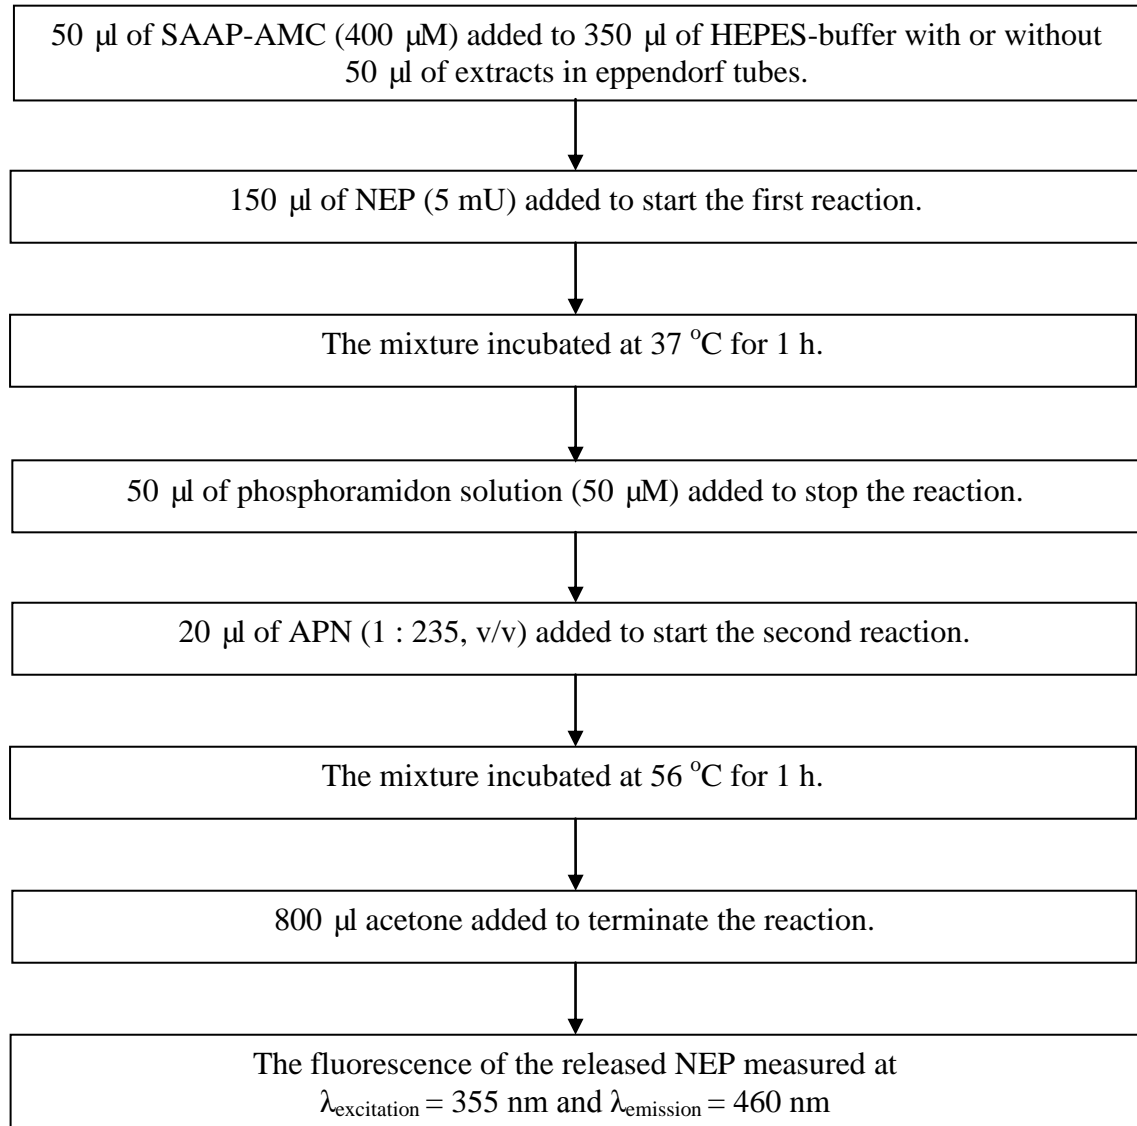 50 µl of SAAP-AMC (400 µM) added to 350 µl of HEPES-buffer with or without
50 µl of extracts in eppendorf tubes.
150 µl of NEP (5 mU) added to start the first reaction.
The mixture incubated at 37 °C for 1 h.
50 µl of phosphoramidon solution (50 µM) added to stop the reaction.
20 µl of APN (1 : 235, v/v) added to start the second reaction.
The mixture incubated at 56 °C for 1 h.
800 µl acetone added to terminate the reaction.
The fluorescence of the released NEP measured at
λexcitation = 355 nm and λemission = 460 nm